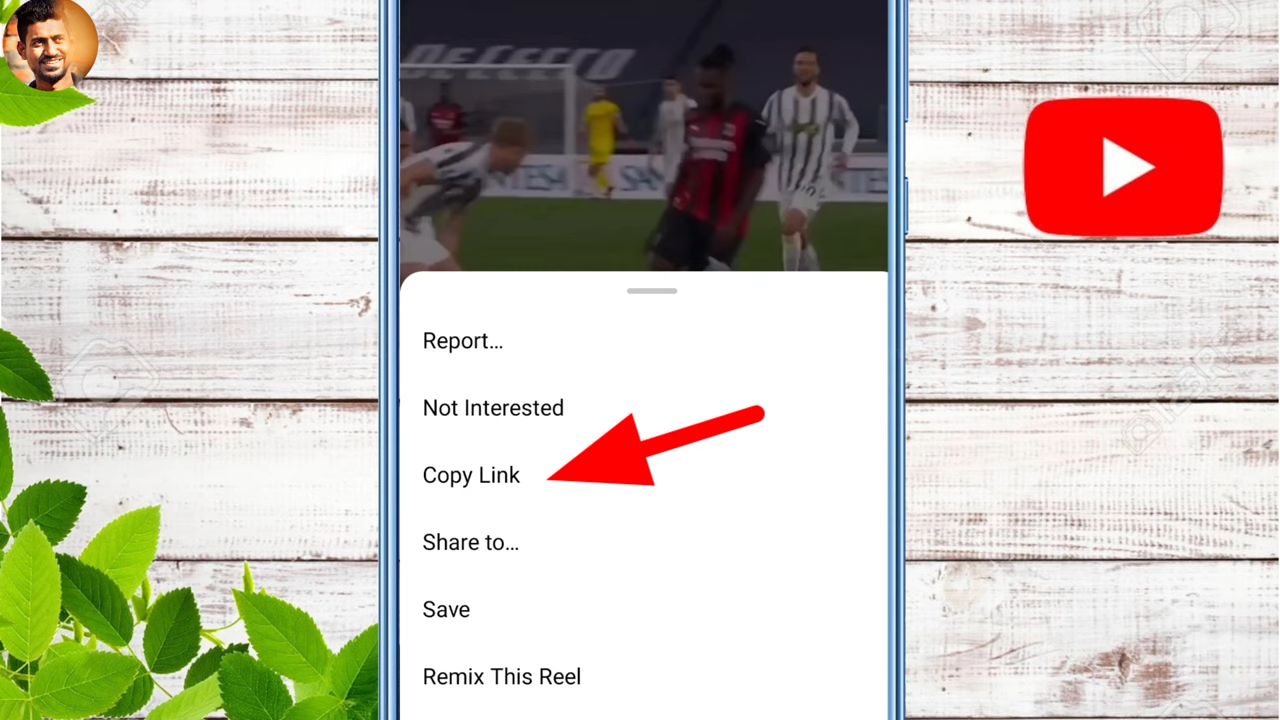 Report...
Not Interested
Copy Link
Share to...
Save
Remix This Reel